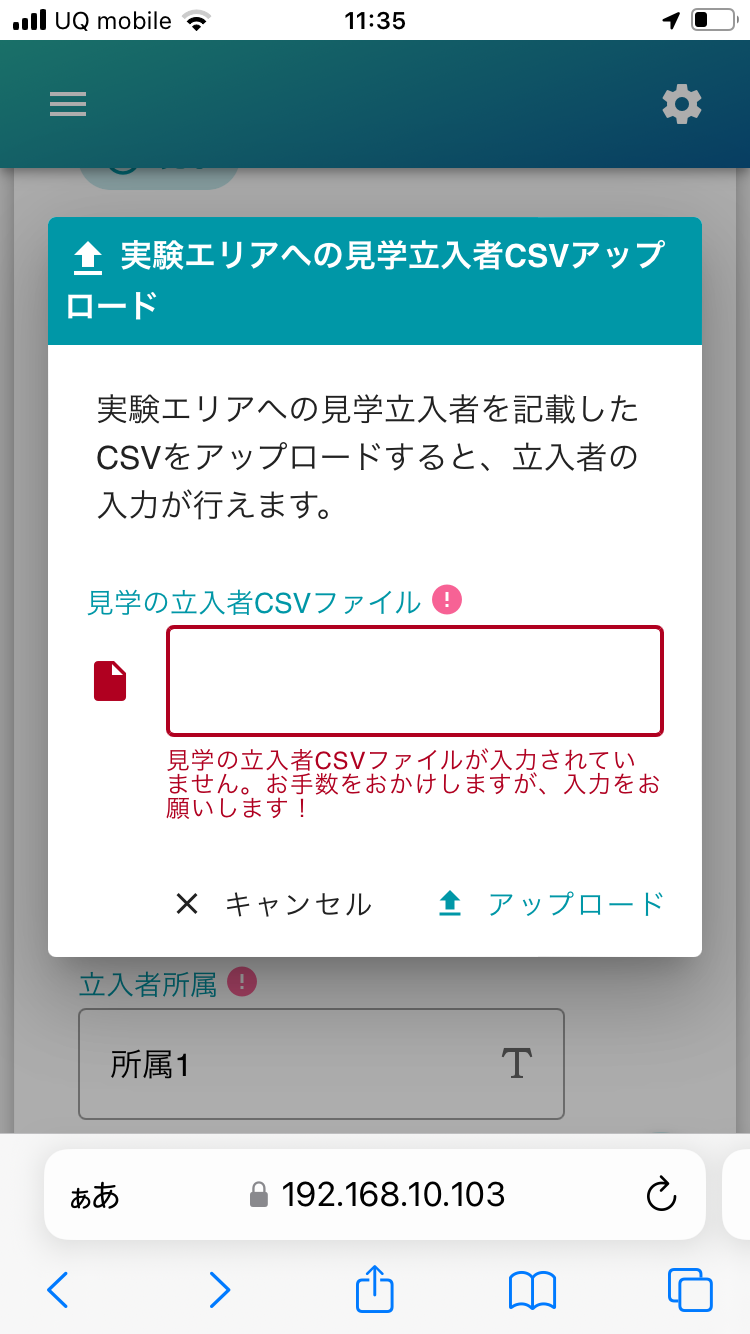 UQ mobile
11:35
実験エリアへの見学立入者CSVアップ
ロード
実験エリアへの見学立入者を記載した
CSVをアップロードすると、立入者の
入力が行えます。
見学の立入者CSVファイル
見学の立入者CSVファイルが入力されてい
ません。お手数をおかけしますが、入力をお
願いします！
キャンセル
アップロード
立入者所属
所属1
ぁあ
192.168.10.103